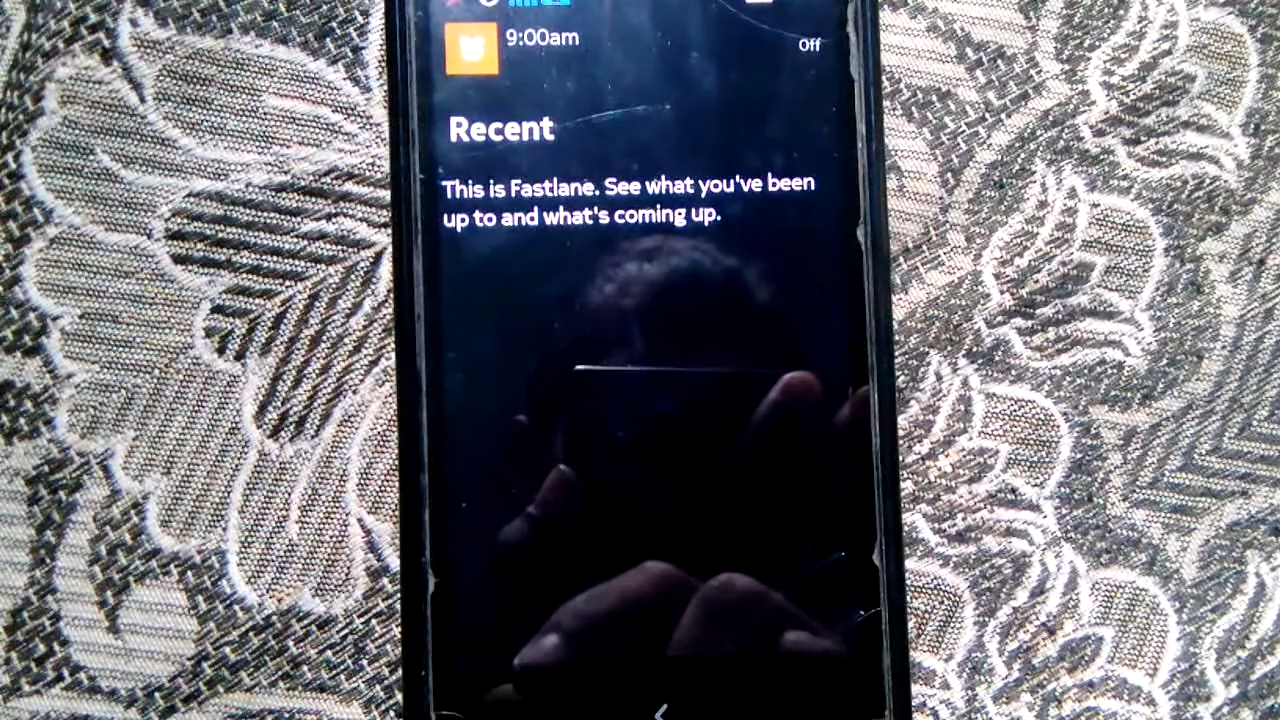 9:00am
Off
Recent
This is Fastlane. See what you've been
up to and what's coming up.